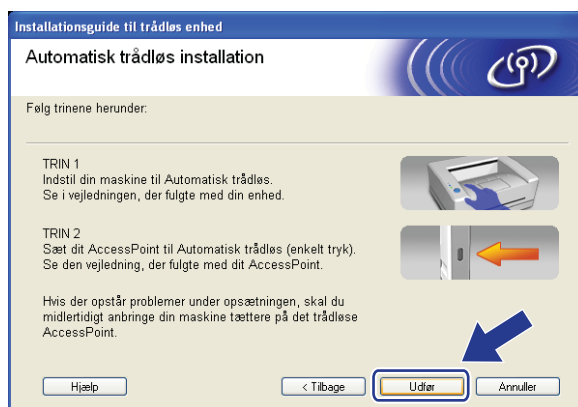 Installationsguide til trådløs enhed
Automatisk trådløs installation
Følg trinene herunder:
TRIN 1
Indstil din maskine til Automatisk trådløs.
Se i vejledningen, der fulgte med din enhed.
TRIN 2
Sæt dit AccessPoint til Automatisk trådløs (enkelt tryk).
Se den vejledning, der fulgte med dit AccessPoint.
Hvis der opstår problemer under opsætningen, skal du
midlertidigt anbringe din maskine tættere på det trådløse
AccessPoint.
Hjælp
< Tilbage
Udfør
Annuller